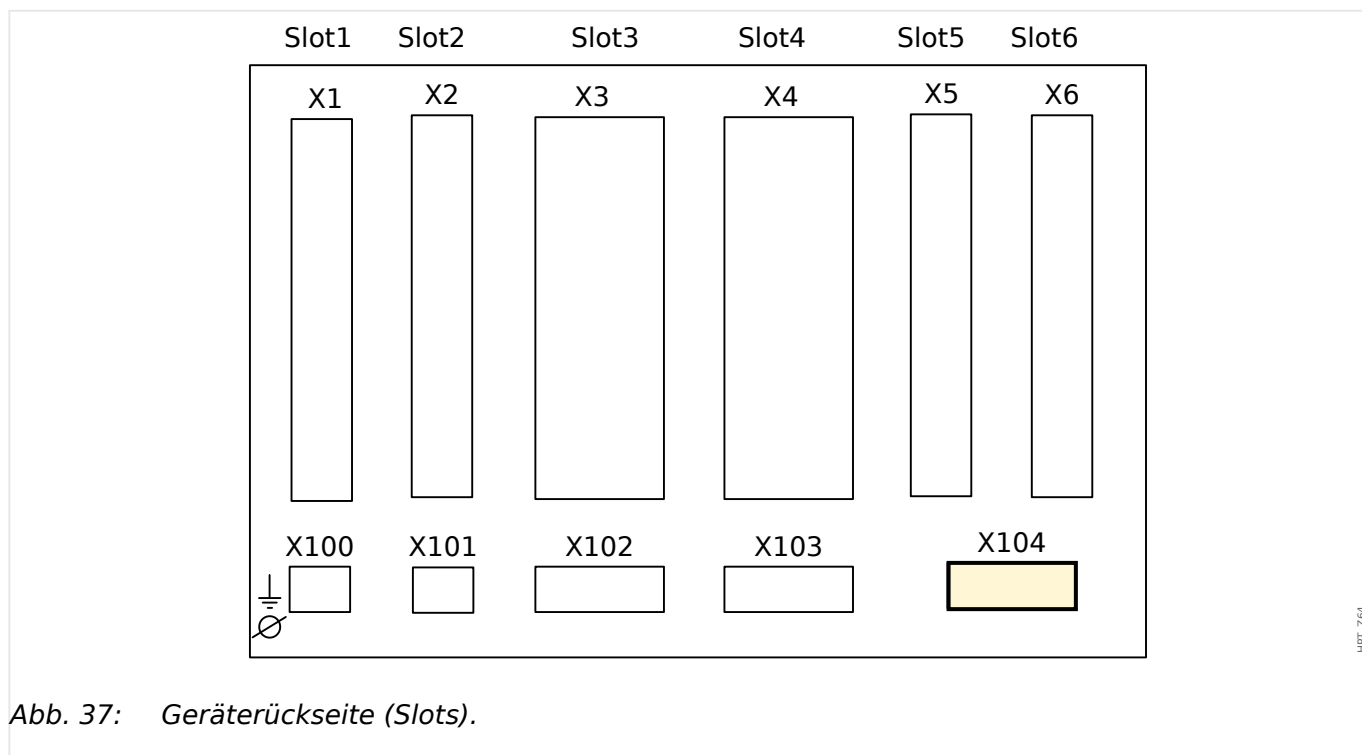 Slot1 Slot2 Slot3 Slot4 Slot5 Slot6
X1 X2 X3 X4 X5 X6
X100 X101 X102 X103 X104
HPT_Z64
Abb. 37: Geräterückseite (Slots).